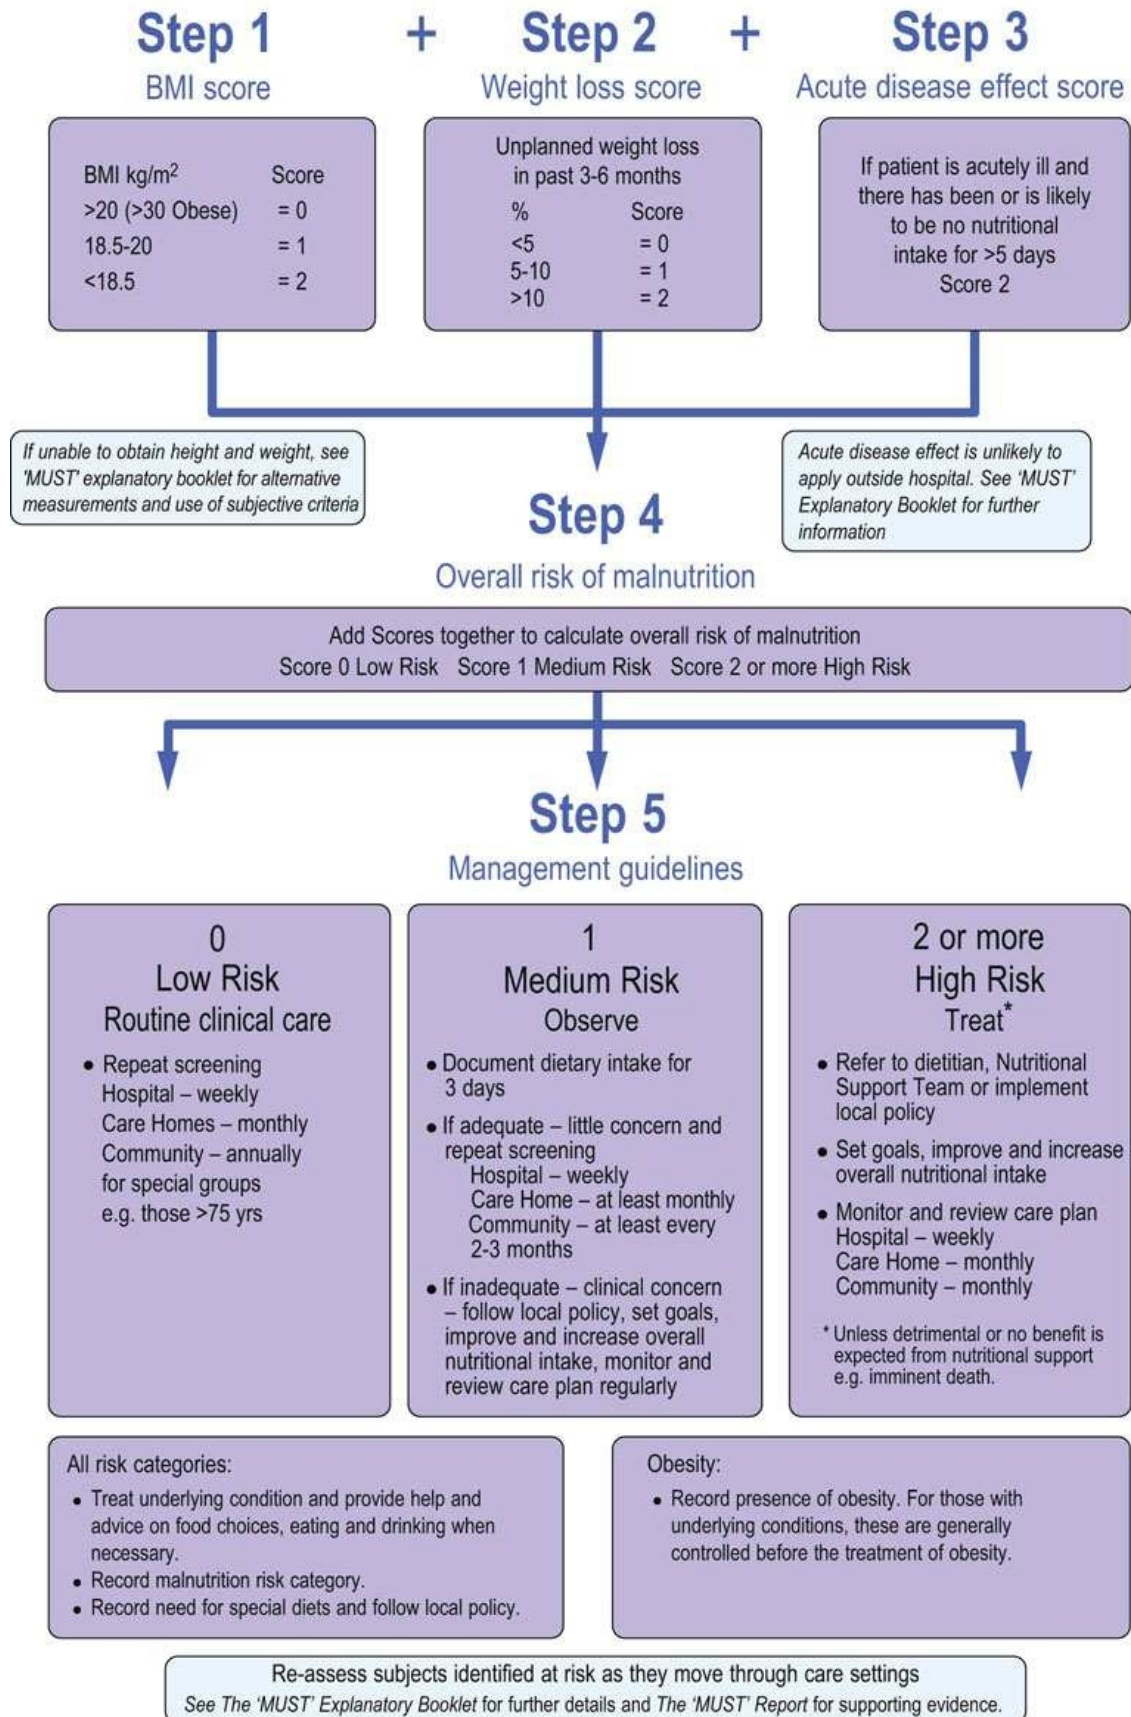 Step 1 + Step 2 + Step 3
BMI score
Weight loss score
Acute disease effect score
BMI kg/m² Score
>20 (>30 Obese) = 0
18.5-20 = 1
<18.5 = 2
Unplanned weight loss
in past 3-6 months
% Score
<5 = 0
5-10 = 1
>10 = 2
If patient is acutely ill and
there has been or is likely
to be no nutritional
intake for >5 days
Score 2
If unable to obtain height and weight, see
'MUST' explanatory booklet for alternative
measurements and use of subjective criteria
Acute disease effect is unlikely to
apply outside hospital. See ‘MUST’
Explanatory Booklet for further
information
Step 4
Overall risk of malnutrition
Add Scores together to calculate overall risk of malnutrition
Score 0 Low Risk Score 1 Medium Risk Score 2 or more High Risk
Step 5
Management guidelines
0
Low Risk
Routine clinical care
• Repeat screening
Hospital – weekly
Care Homes – monthly
Community – annually
for special groups
e.g. those >75 yrs
1
Medium Risk
Observe
• Document dietary intake for
3 days
• If adequate – little concern and
repeat screening
Hospital – weekly
Care Home – at least monthly
Community – at least every
2-3 months
• If inadequate – clinical concern
– follow local policy, set goals,
improve and increase overall
nutritional intake, monitor and
review care plan regularly
2 or more
High Risk
Treat*
• Refer to dietitian, Nutritional
Support Team or implement
local policy
• Set goals, improve and increase
overall nutritional intake
• Monitor and review care plan
Hospital – weekly
Care Home – monthly
Community – monthly
* Unless detrimental or no benefit is
expected from nutritional support
e.g. imminent death.
All risk categories:
• Treat underlying condition and provide help and
advice on food choices, eating and drinking when
necessary.
• Record malnutrition risk category.
• Record need for special diets and follow local policy.
Obesity:
• Record presence of obesity. For those with
underlying conditions, these are generally
controlled before the treatment of obesity.
Re-assess subjects identified at risk as they move through care settings
See The ‘MUST’ Explanatory Booklet for further details and The ‘MUST’ Report for supporting evidence.